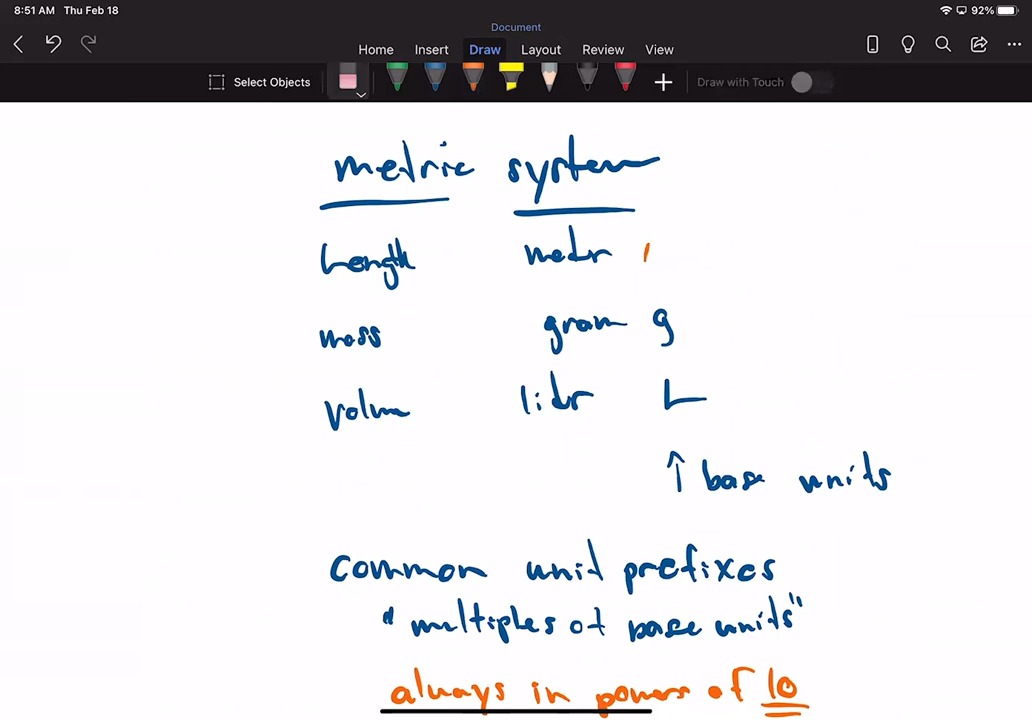 8:51 AM Thu Feb 18 92%
Document
Home Insert Draw Layout Review View
Select Objects Draw with Touch
metric system
Length meter
mass gram g
volume liter L
↑ base units
common unit prefixes
"multiples of base units"
always in powers of 10